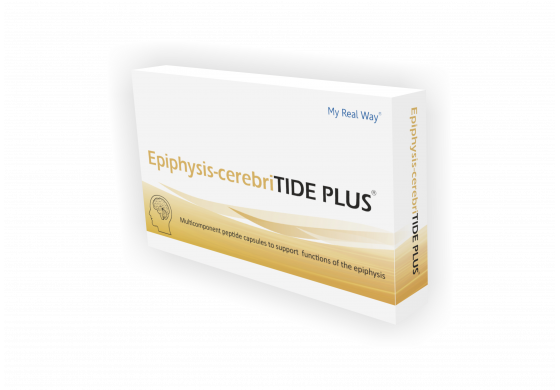 My Real Way®
Epiphysis-cerebriTIDE PLUS®
Multicomponent peptide capsules to support functions of the epiphysis
Epiphysis-cerebriTIDE PLUS®